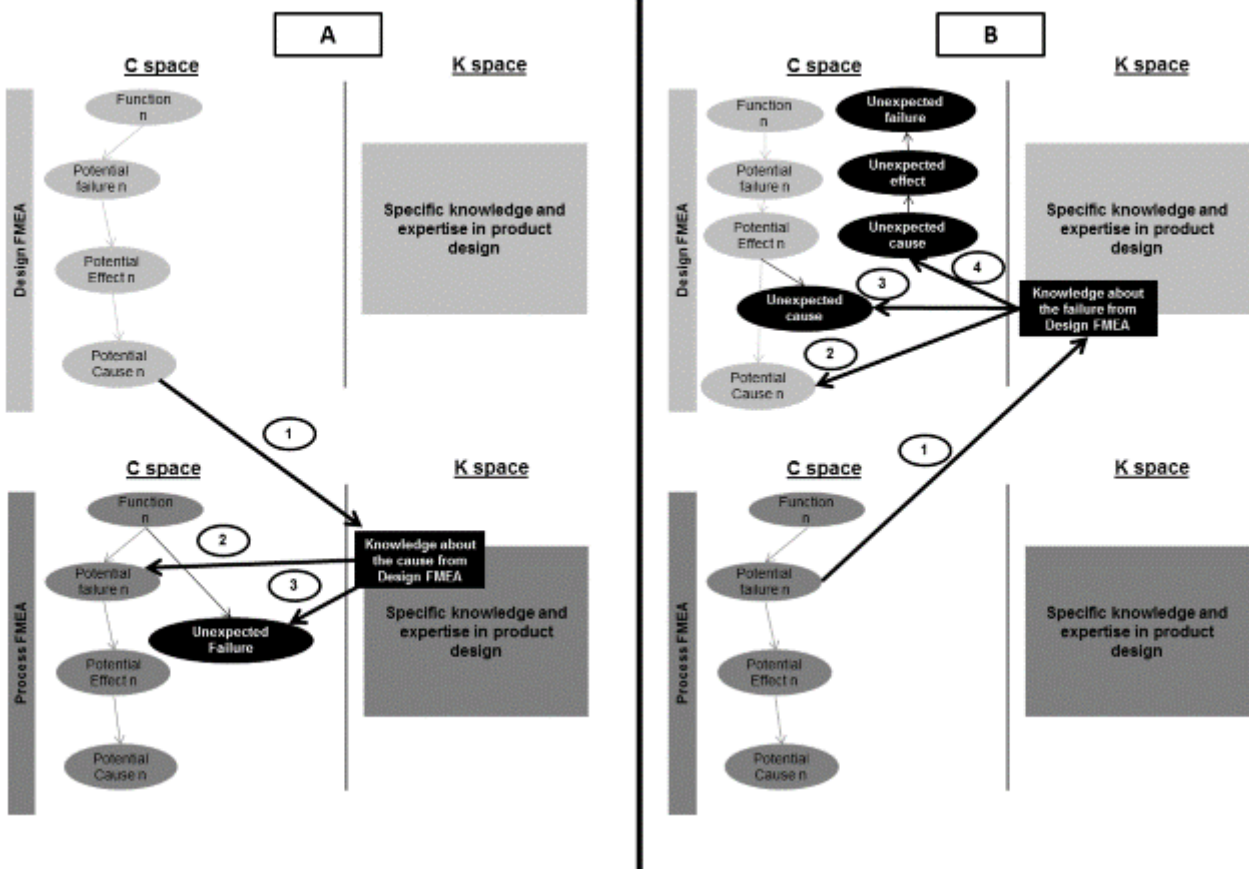 A
C space
K space
Design FMEA
Function
n
Potential
failure n
Potential
Effect n
Potential
Cause n
Specific knowledge and
expertise in product
design
1
C space
K space
Process FMEA
Function
n
2
Potential
failure n
3
Unexpected
Failure
Potential
Effect n
Potential
Cause n
Knowledge about
the cause from
Design FMEA
Specific knowledge and
expertise in product
design
B
C space
K space
Design FMEA
Function
n
Potential
failure n
Potential
Effect n
Potential
Cause n
Unexpected
failure
Unexpected
effect
Unexpected
cause
Unexpected
cause
4
3
2
Specific knowledge and
expertise in product
design
Knowledge about
the failure from
Design FMEA
1
C space
K space
Process FMEA
Function
n
Potential
failure n
Potential
Effect n
Potential
Cause n
Specific knowledge and
expertise in product
design